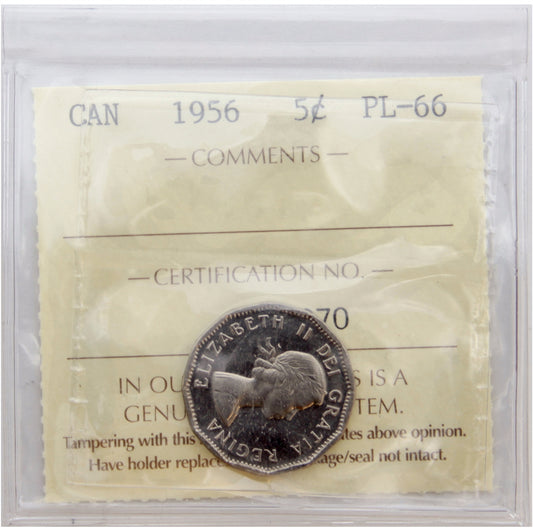 CAN 1956 5¢ PL-66
— COMMENTS —
— CERTIFICATION NO. —
70
ELIZABETH II DEI GRATIA REGINA
IN OU S IS A
GENU TEM.
Tampering with this tes above opinion.
Have holder replace age/seal not intact.